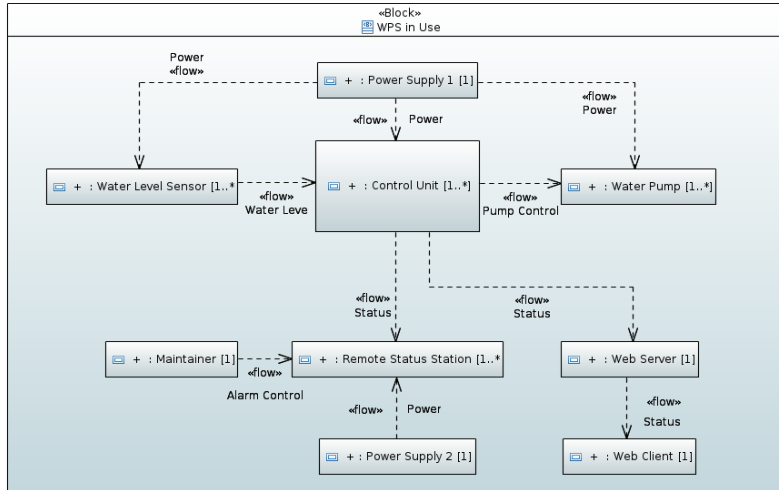 «Block»
WPS in Use
Power
«flow»
+ : Power Supply 1 [1]
«flow»
Power
«flow»
Power
+ : Water Level Sensor [1..*
«flow»
Water Leve
+ : Control Unit [1..*]
«flow»
Pump Control
+ : Water Pump [1..*]
«flow»
Status
«flow»
Status
+ : Maintainer [1]
«flow»
Alarm Control
+ : Remote Status Station [1..*
+ : Web Server [1]
«flow»
Power
«flow»
Status
+ : Power Supply 2 [1]
+ : Web Client [1]